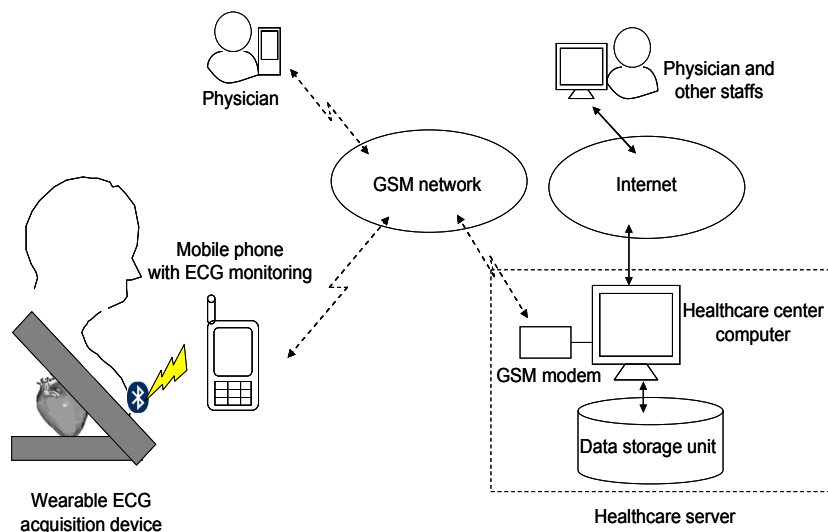 Physician
Physician and
other staffs
GSM network
Internet
Mobile phone
with ECG monitoring
Healthcare center
computer
GSM modem
Data storage unit
Wearable ECG
acquisition device
Healthcare server